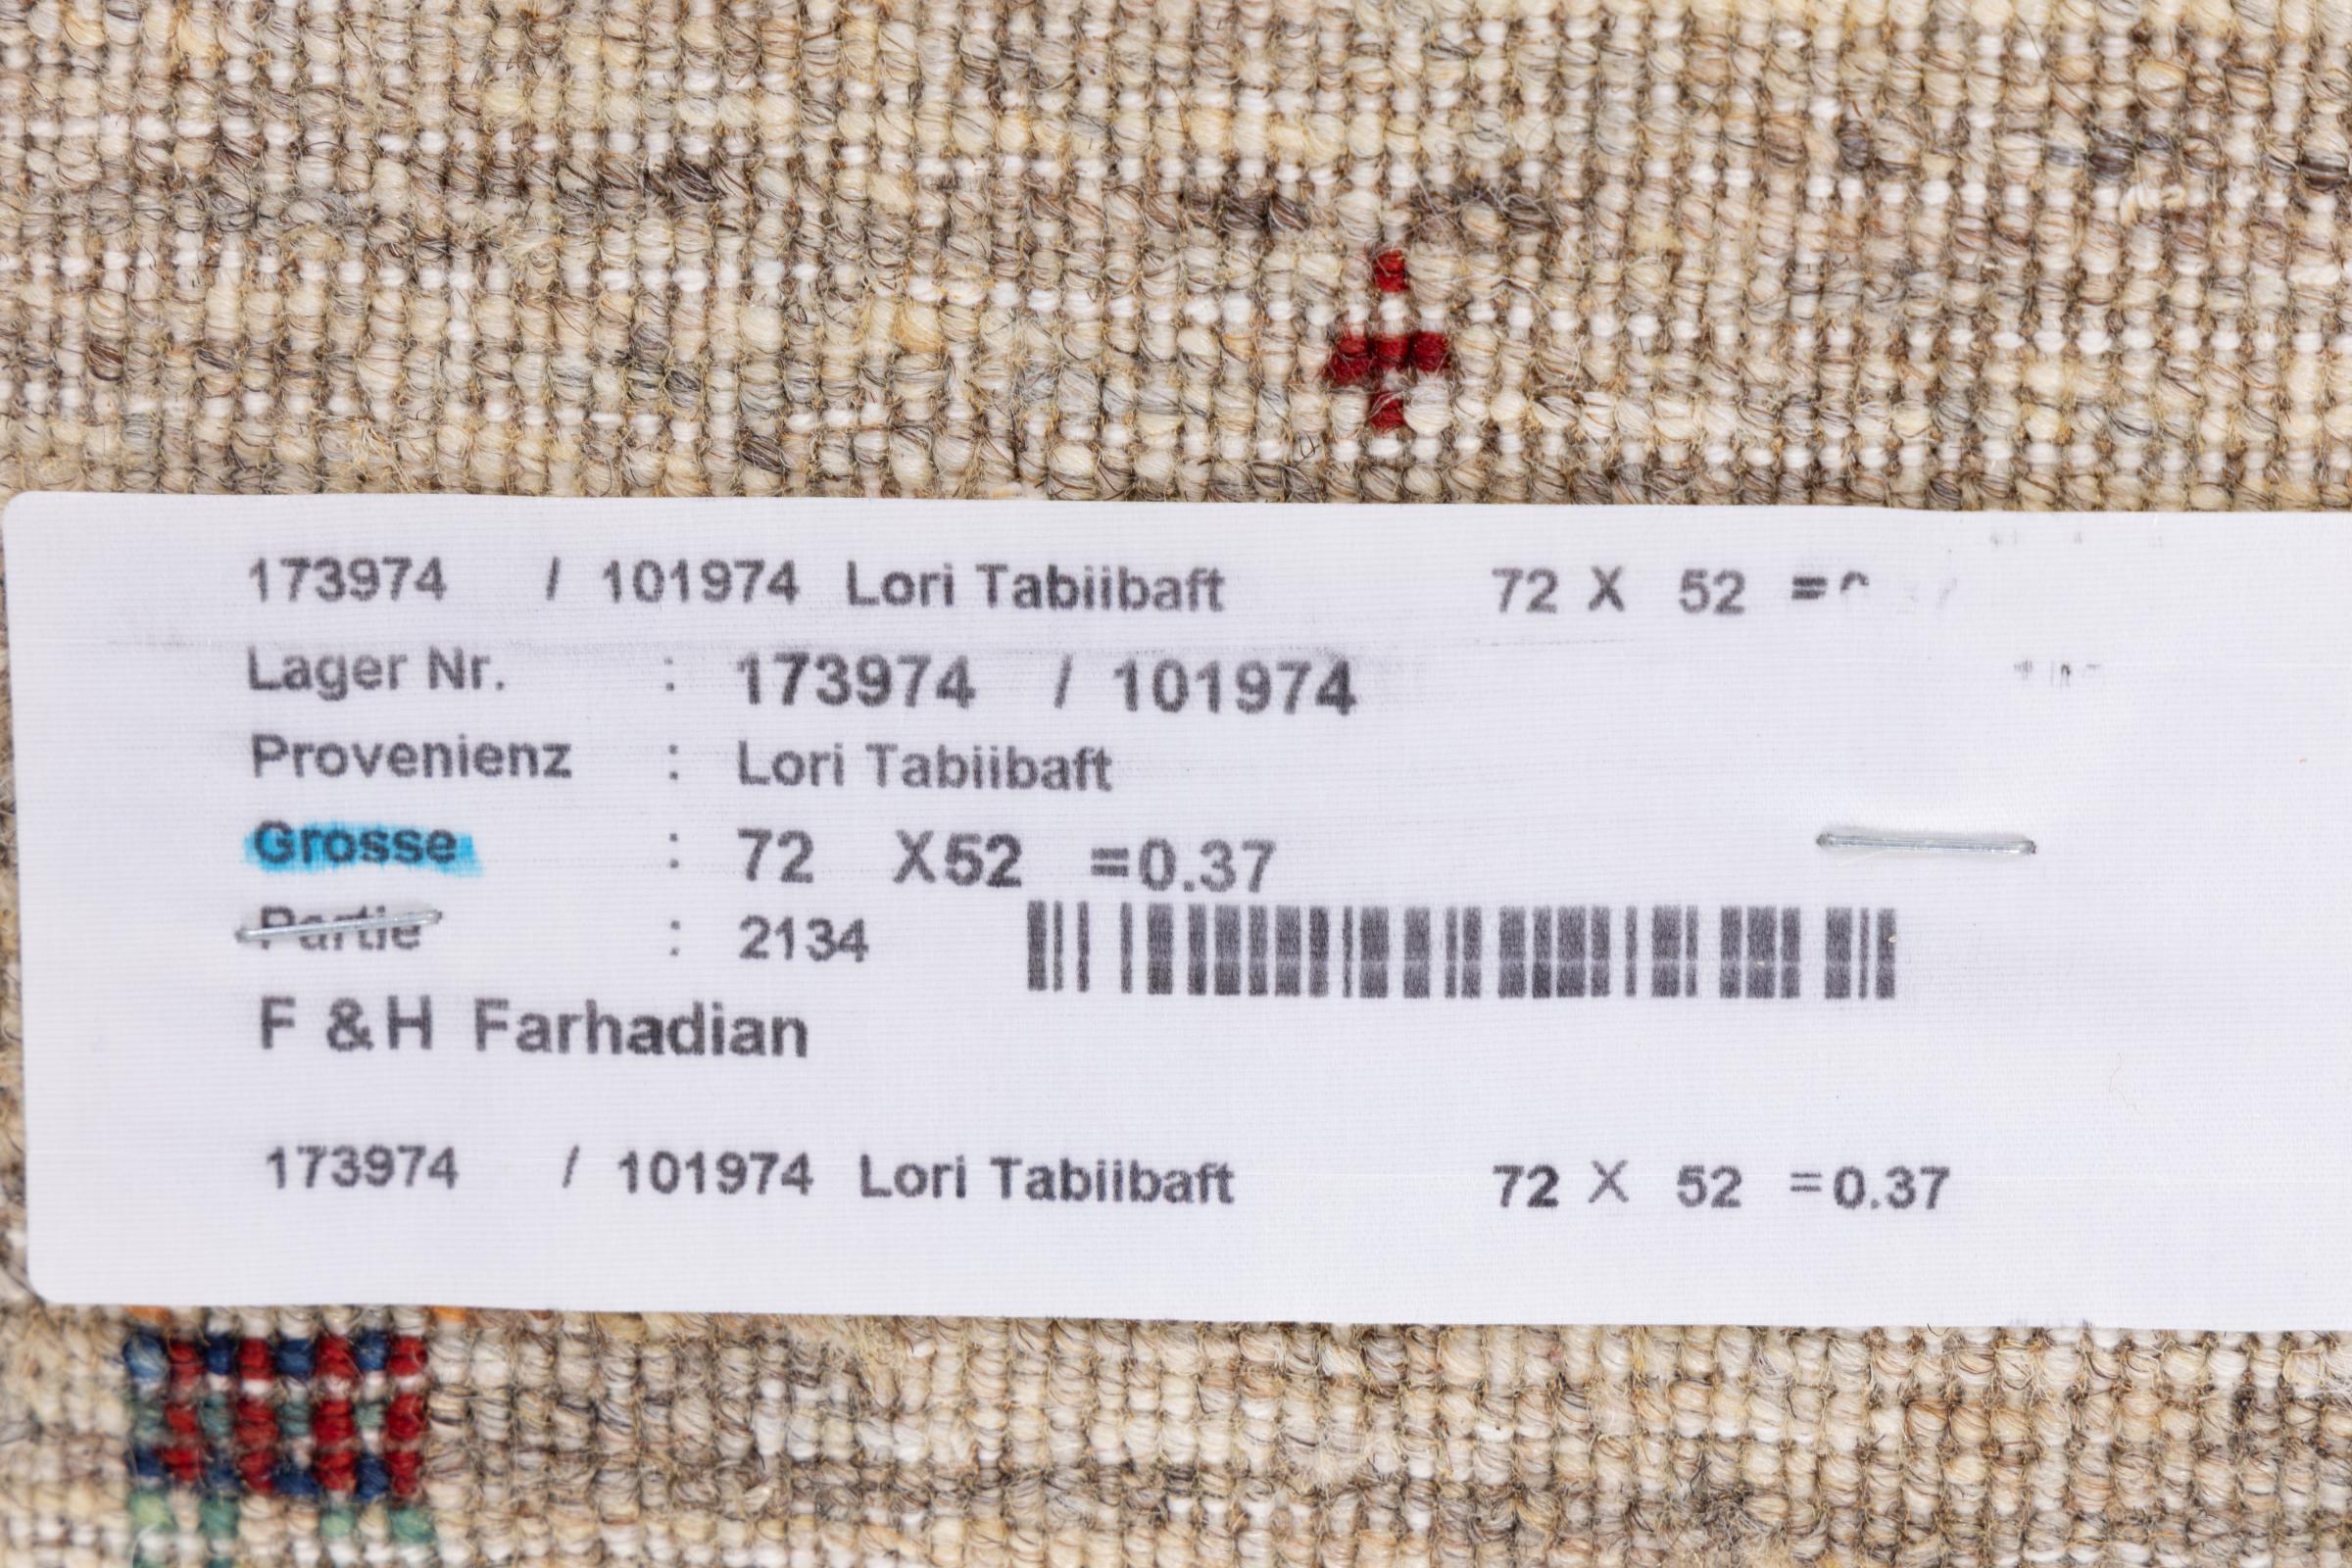 173974 / 101974 Lori Tabiibaft 72 X 52 =
Lager Nr. : 173974 / 101974
Provenienz : Lori Tabiibaft
Grosse : 72 X52 =0.37
Partie : 2134
F & H Farhadian
173974 / 101974 Lori Tabiibaft 72 X 52 =0.37